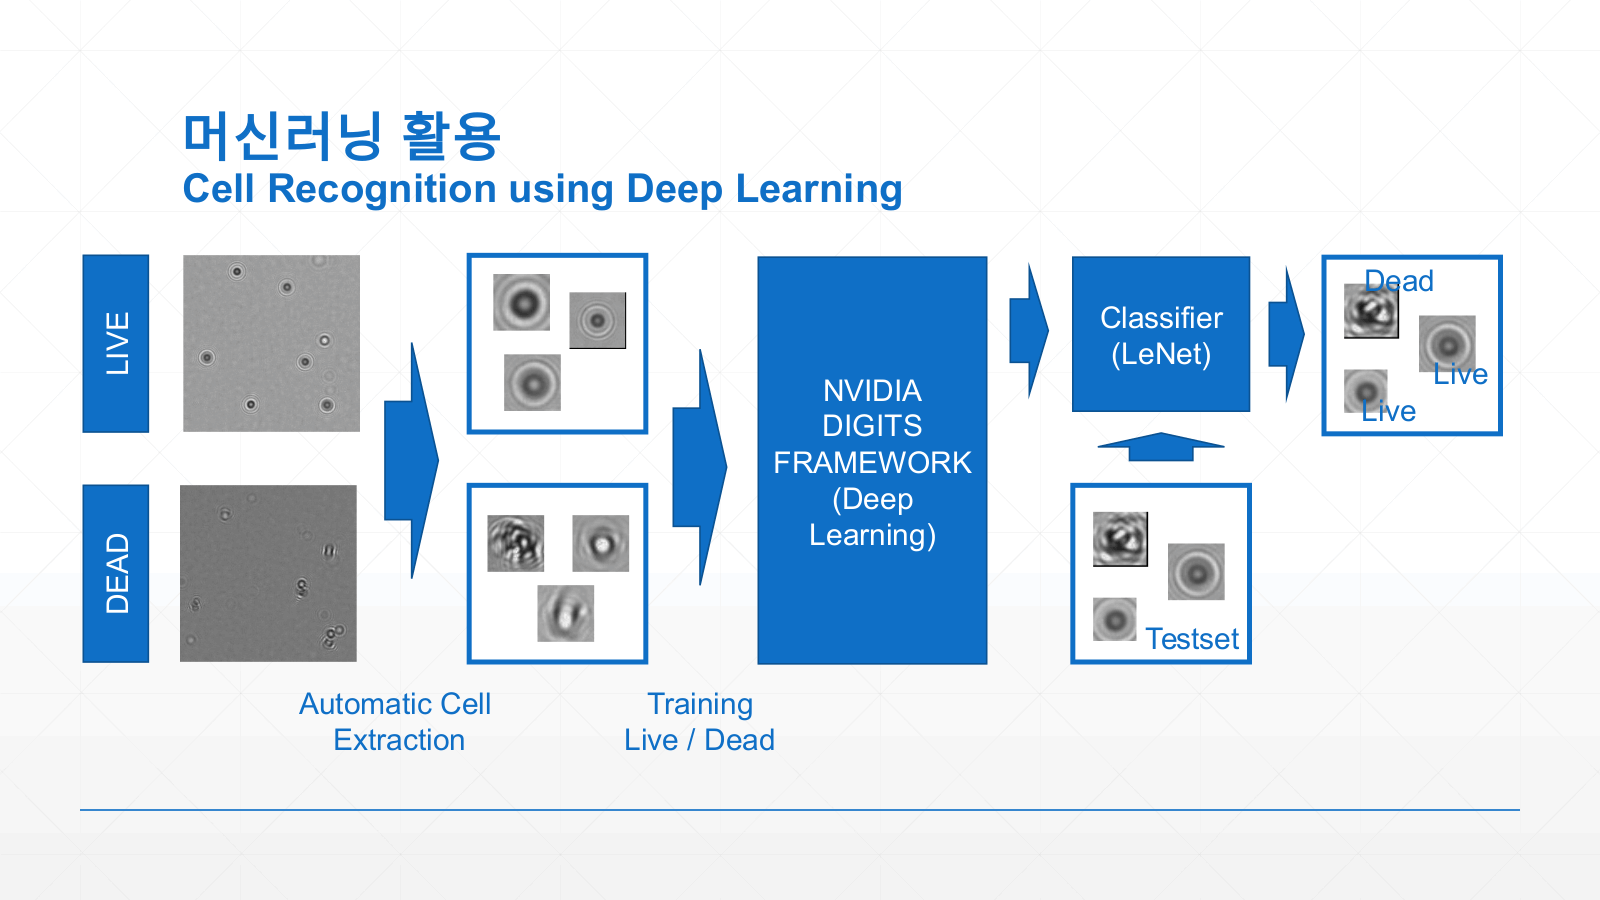 머신러닝 활용
Cell Recognition using Deep Learning
LIVE
DEAD
Automatic Cell
Extraction
Training
Live / Dead
NVIDIA
DIGITS
FRAMEWORK
(Deep
Learning)
Classifier
(LeNet)
Testset
Dead
Live
Live